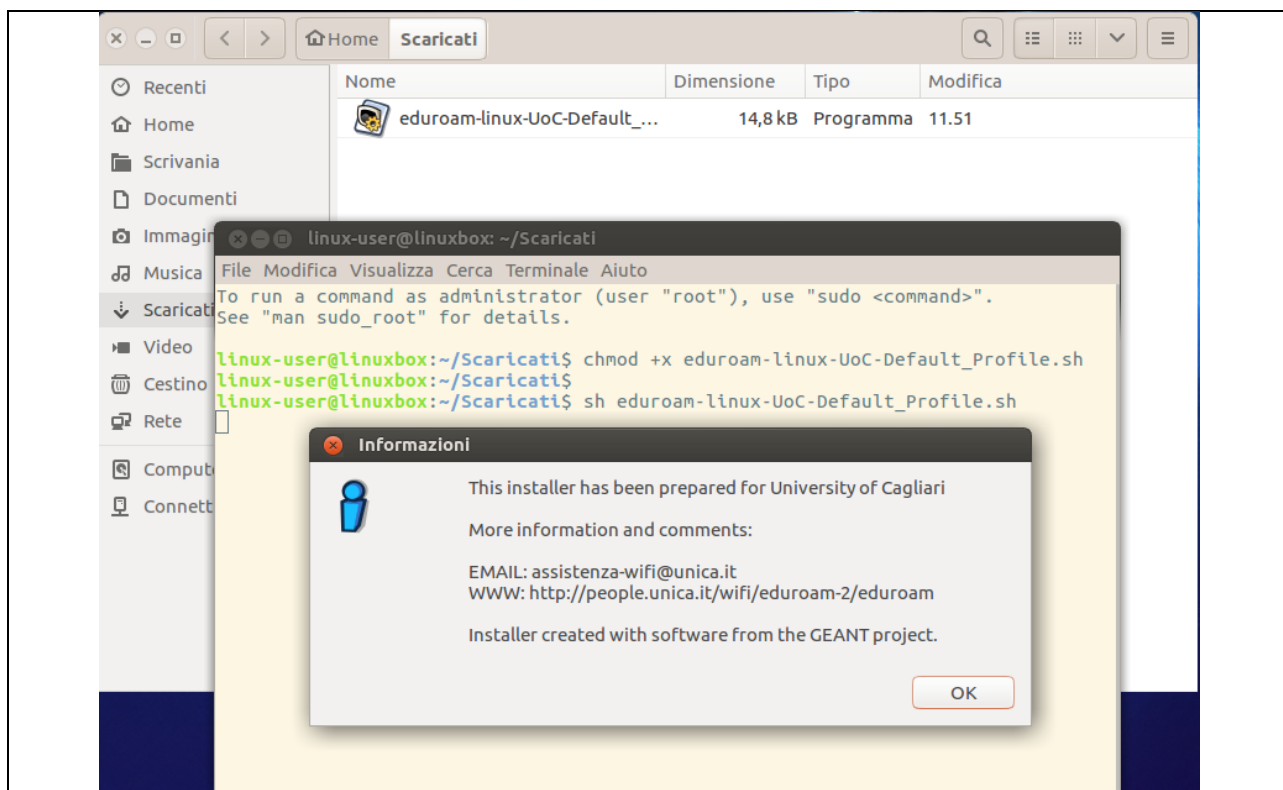 Home Scaricati
Recenti
Home
Scrivania
Documenti
Immagin
Musica
Scaricati
Video
Cestino
Rete
Compute
Connett
Nome Dimensione Tipo Modifica
eduroam-linux-UoC-Default_... 14,8 kB Programma 11.51
linux-user@linuxbox: ~/Scaricati
File Modifica Visualizza Cerca Terminale Aiuto
To run a command as administrator (user "root"), use "sudo <command>".
See "man sudo_root" for details.
linux-user@linuxbox:~/Scaricati$ chmod +x eduroam-linux-UoC-Default_Profile.sh
linux-user@linuxbox:~/Scaricati$
linux-user@linuxbox:~/Scaricati$ sh eduroam-linux-UoC-Default_Profile.sh
Informazioni
This installer has been prepared for University of Cagliari
More information and comments:
EMAIL: assistenza-wifi@unica.it
WWW: http://people.unica.it/wifi/eduroam-2/eduroam
Installer created with software from the GEANT project.
OK